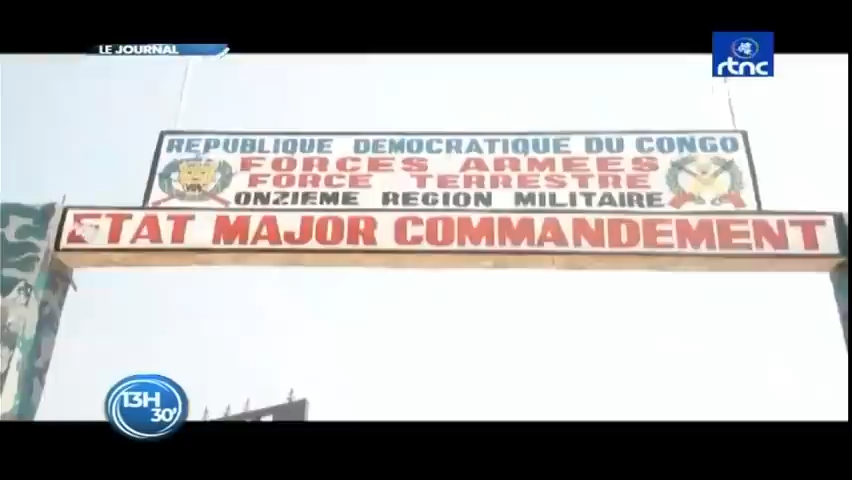 LE JOURNAL
rtnc
REPUBLIQUE DEMOCRATIQUE DU CONGO
FORCES ARMEES
FORCE TERRESTRE
ONZIEME REGION MILITAIRE
ETAT MAJOR COMMANDEMENT
13H
30'